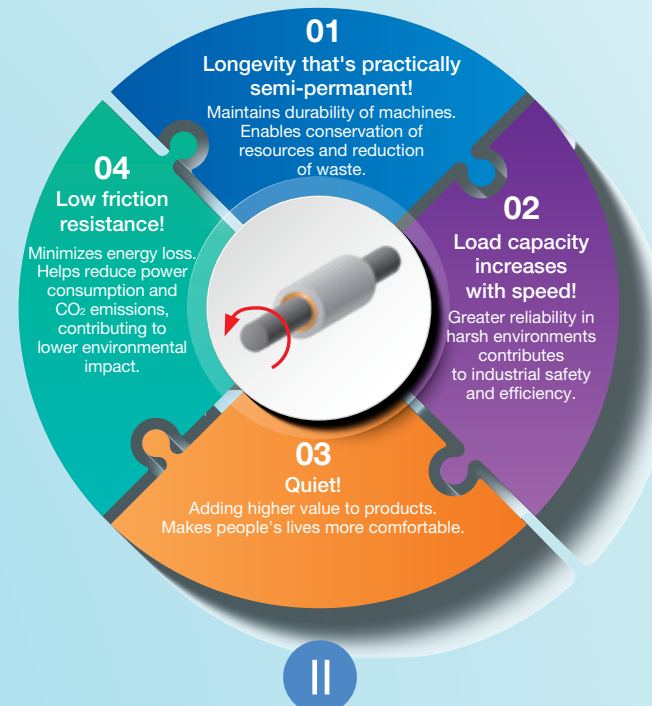 01
Longevity that's practically
semi-permanent!
Maintains durability of machines.
Enables conservation of
resources and reduction
of waste.
02
Load capacity
increases
with speed!
Greater reliability in
harsh environments
contributes
to industrial safety
and efficiency.
03
Quiet!
Adding higher value to products.
Makes people's lives more comfortable.
04
Low friction
resistance!
Minimizes energy loss.
Helps reduce power
consumption and
CO₂ emissions,
contributing to
lower environmental
impact.